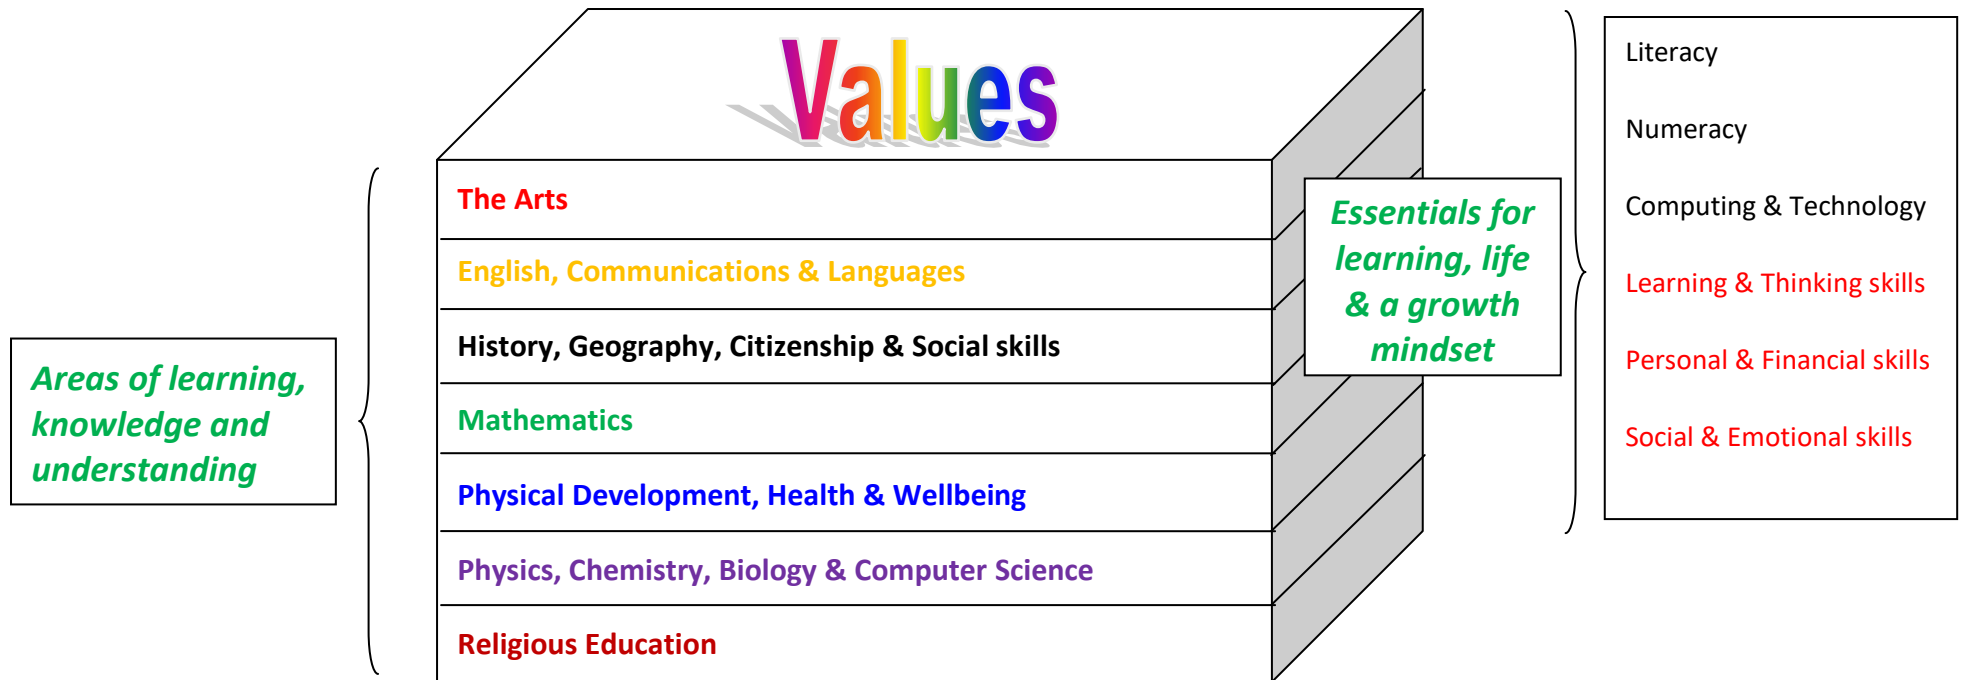 Values
Areas of learning,
knowledge and
understanding
The Arts
English, Communications & Languages
History, Geography, Citizenship & Social skills
Mathematics
Physical Development, Health & Wellbeing
Physics, Chemistry, Biology & Computer Science
Religious Education
Essentials for
learning, life
& a growth
mindset
Literacy
Numeracy
Computing & Technology
Learning & Thinking skills
Personal & Financial skills
Social & Emotional skills